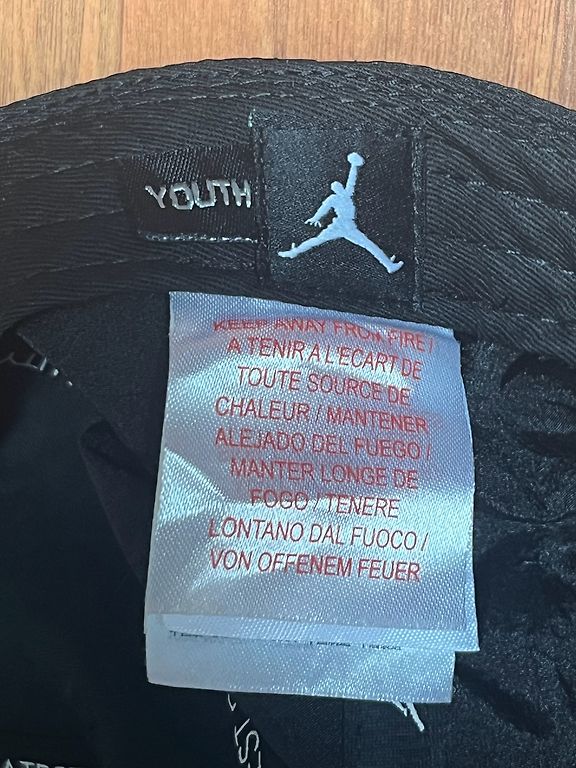 YOUTH
KEEP AWAY FROM FIRE /
A TENIR A L'ECART DE
TOUTE SOURCE DE
CHALEUR / MANTENER
ALEJADO DEL FUEGO /
MANTER LONGE DE
FOGO / TENERE
LONTANO DAL FUOCO /
VON OFFENEM FEUER